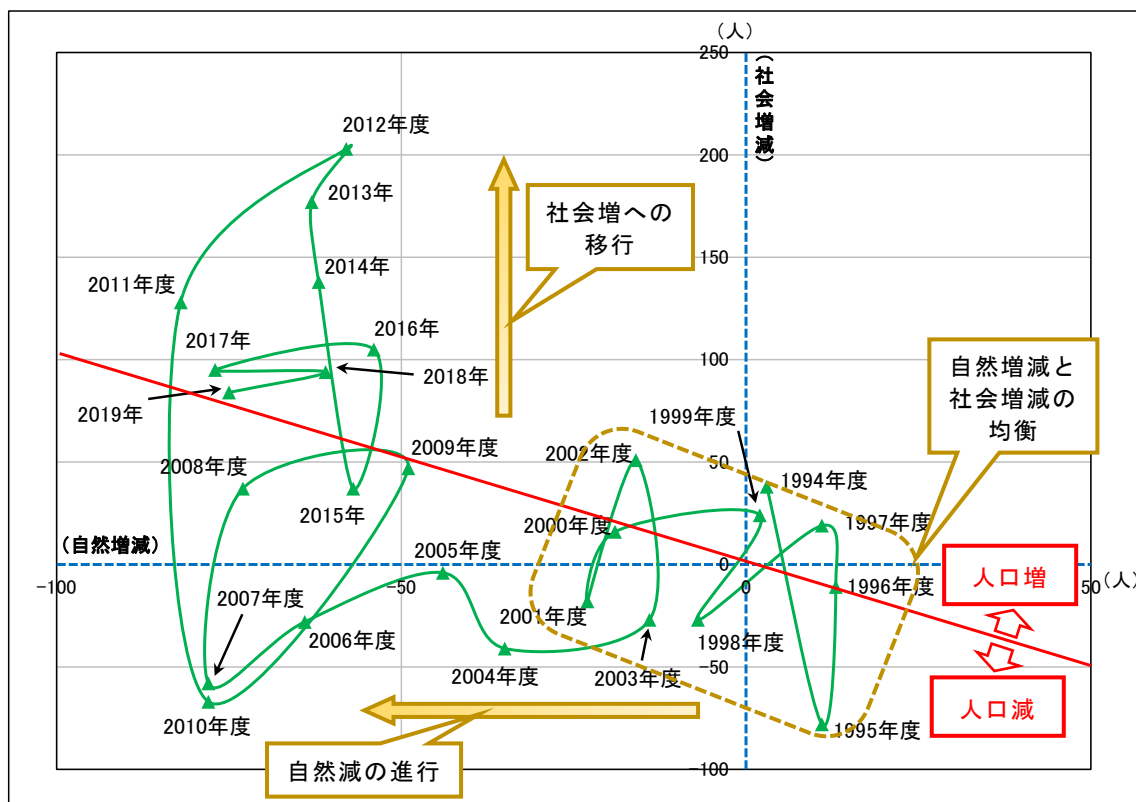 （人）
250
（社会増減）
200
150
100
50
0
-50
-100
-100
-50
50
（人）
（自然増減）
2012年度
2013年
2014年
2011年度
2017年
2016年
2018年
2019年
2009年度
2008年度
2015年
社会増への
移行
自然増減と
社会増減の
均衡
1999年度
2002年度
1994年度
2000年度
1997年度
2005年度
1996年度
人口増
2007年度
2001年度
2006年度
1998年度
2004年度
2003年度
人口減
2010年度
1995年度
自然減の進行